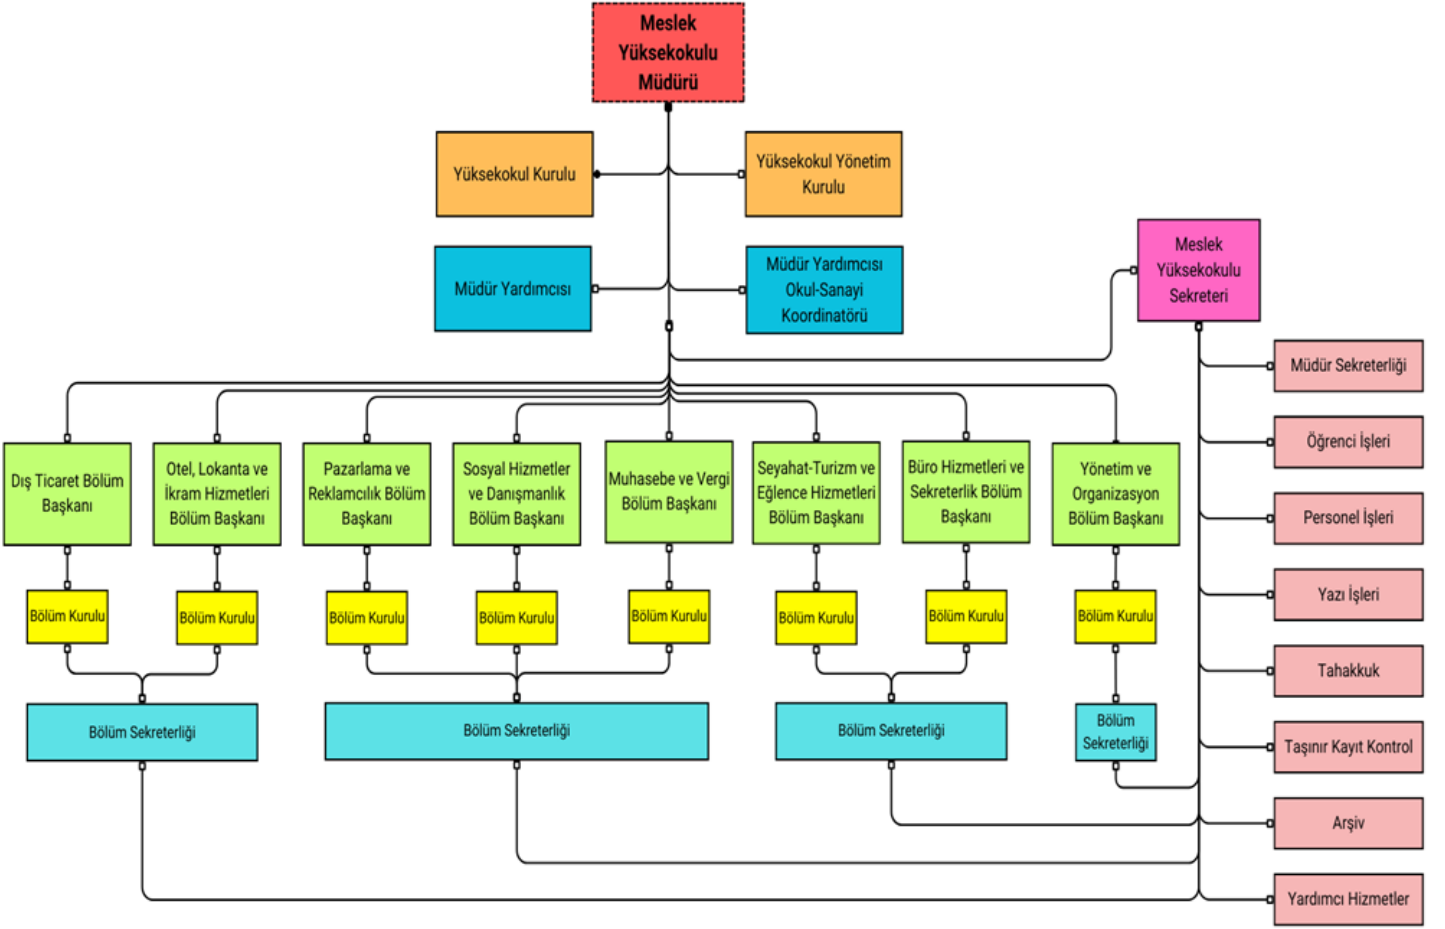 Meslek
Yüksekokulu
Müdürü
Yüksekokul Kurulu
Yüksekokul Yönetim
Kurulu
Müdür Yardımcısı
Müdür Yardımcısı
Okul-Sanayi
Koordinatörü
Meslek
Yüksekokulu
Sekreteri
Müdür Sekreterliği
Öğrenci İşleri
Personel İşleri
Yazı İşleri
Tahakkuk
Taşınır Kayıt Kontrol
Arşiv
Yardımcı Hizmetler
Dış Ticaret Bölüm
Başkanı
Otel, Lokanta ve
İkram Hizmetleri
Bölüm Başkanı
Pazarlama ve
Reklamcılık Bölüm
Başkanı
Sosyal Hizmetler
ve Danışmanlık
Bölüm Başkanı
Muhasebe ve Vergi
Bölüm Başkanı
Seyahat-Turizm ve
Eğlence Hizmetleri
Bölüm Başkanı
Büro Hizmetleri ve
Sekreterlik Bölüm
Başkanı
Yönetim ve
Organizasyon
Bölüm Başkanı
Bölüm Kurulu
Bölüm Kurulu
Bölüm Kurulu
Bölüm Kurulu
Bölüm Kurulu
Bölüm Kurulu
Bölüm Kurulu
Bölüm Kurulu
Bölüm Sekreterliği
Bölüm Sekreterliği
Bölüm Sekreterliği
Bölüm
Sekreterliği